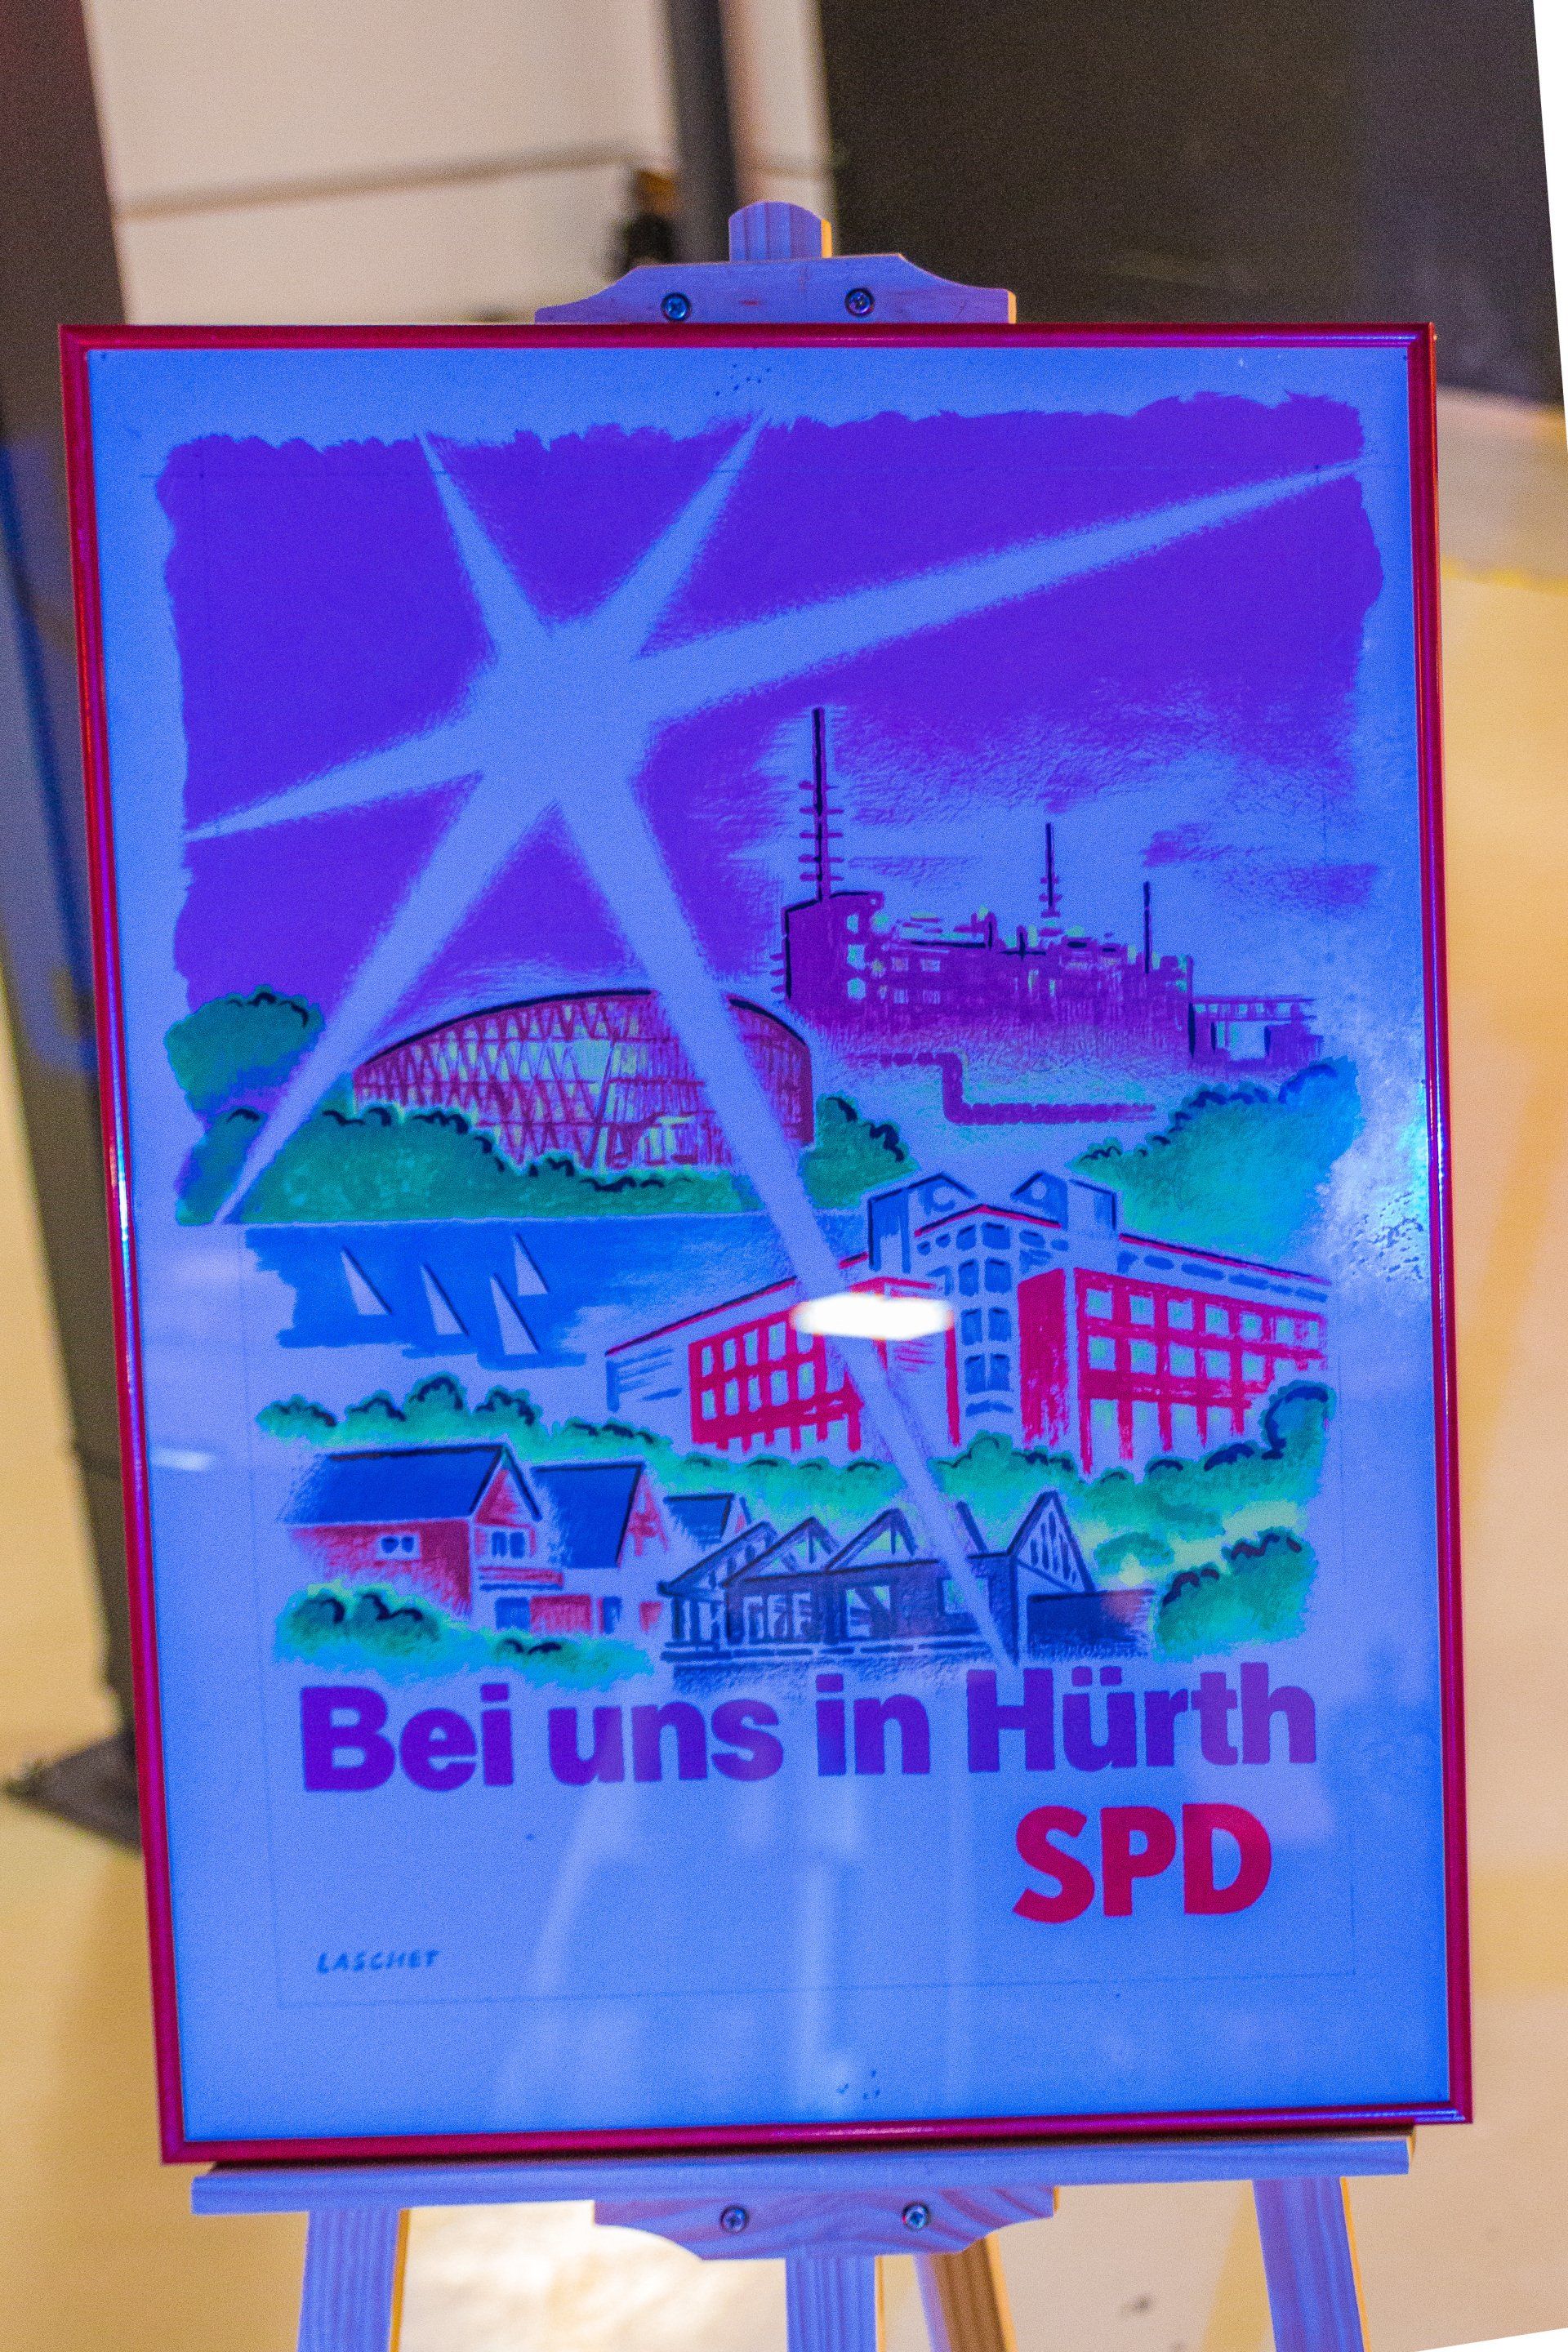 Bei uns in Hürth
SPD
LASCHET